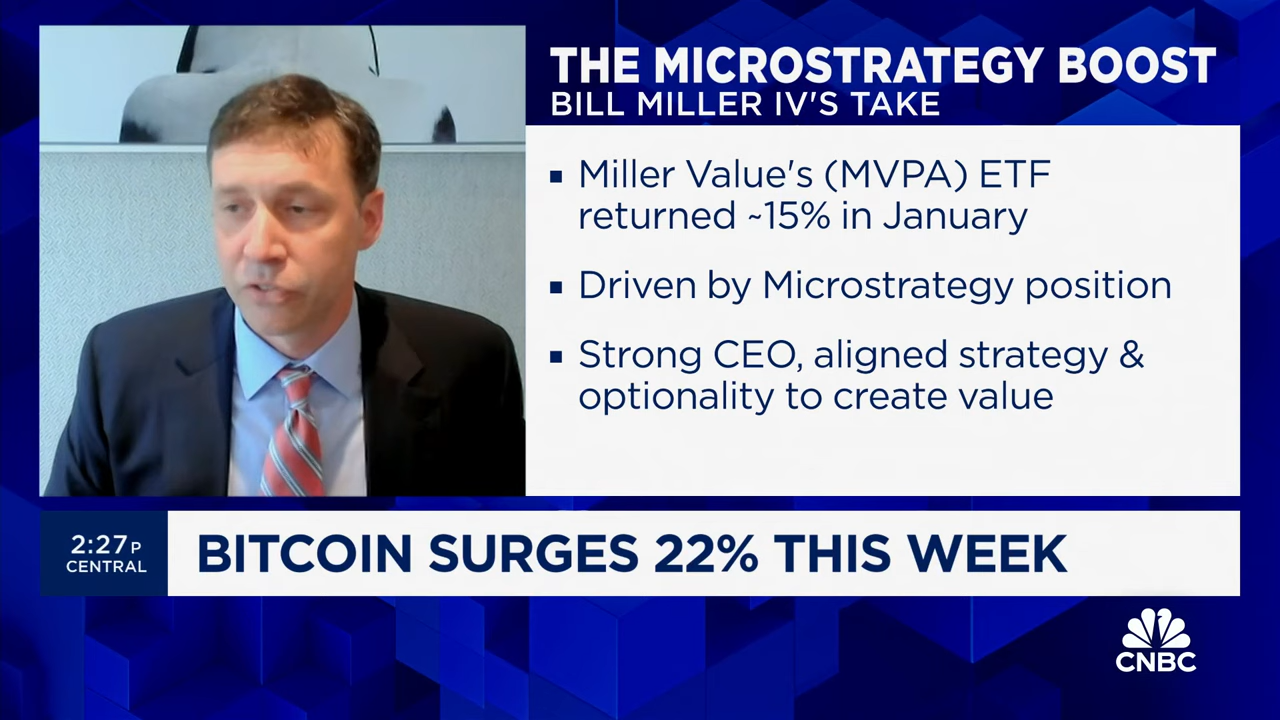 THE MICROSTRATEGY BOOST
BILL MILLER IV'S TAKE
▪ Miller Value's (MVPA) ETF
returned ~15% in January
▪ Driven by Microstrategy position
▪ Strong CEO, aligned strategy &
optionality to create value
2:27P
CENTRAL
BITCOIN SURGES 22% THIS WEEK
CNBC